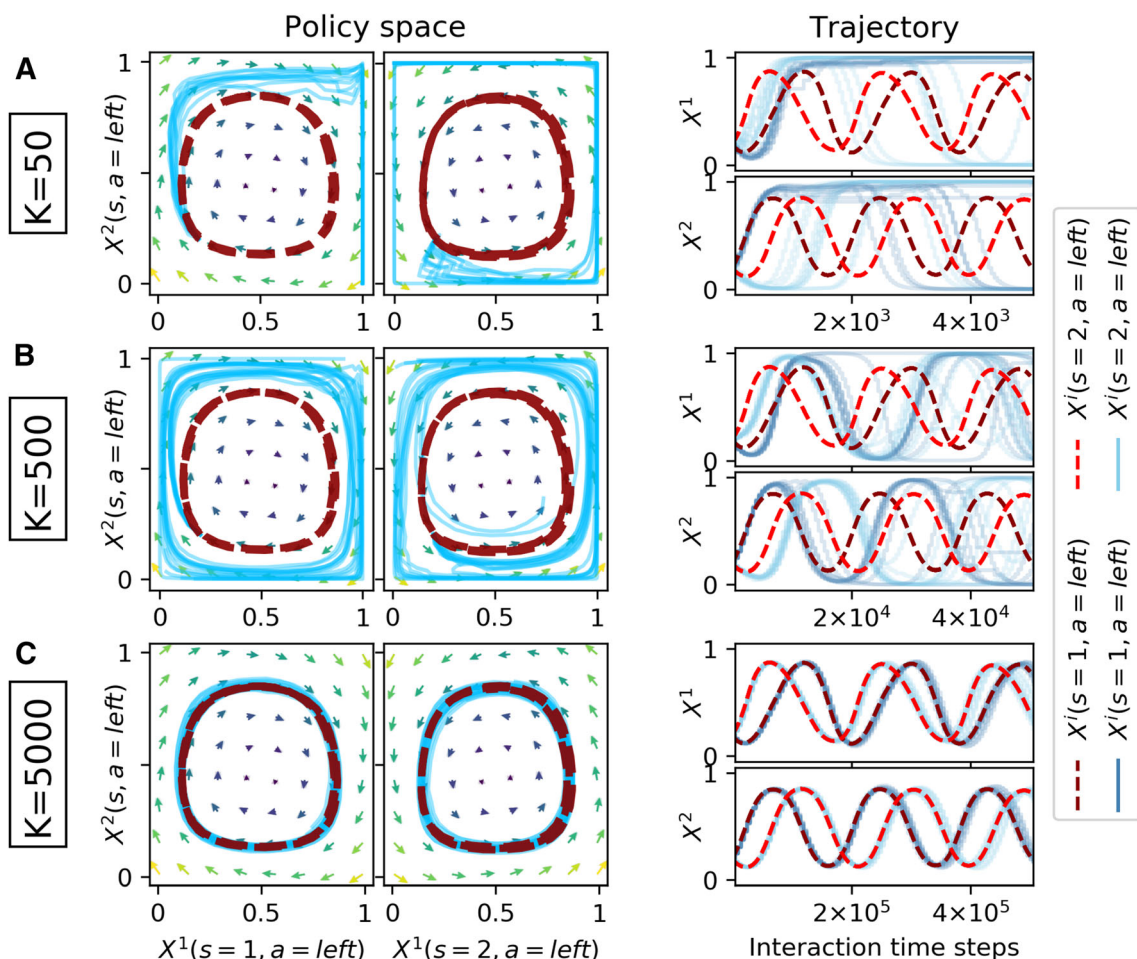 Policy space
Trajectory
A
K=50
X²(s, a = left)
1
0
0
0.5
1
0
0.5
1
X¹
1
0
X²
1
0
2×10³
4×10³
B
K=500
X²(s, a = left)
1
0
0
0.5
1
0
0.5
1
X¹
1
0
X²
1
0
2×10⁴
4×10⁴
C
K=5000
X²(s, a = left)
1
0
0
0.5
1
0
0.5
1
X¹(s = 1, a = left)
X¹(s = 2, a = left)
X¹
1
0
X²
1
0
2×10⁵
4×10⁵
Interaction time steps
Xⁱ(s = 1, a = left)
Xⁱ(s = 2, a = left)
Xⁱ(s = 1, a = left)
Xⁱ(s = 2, a = left)